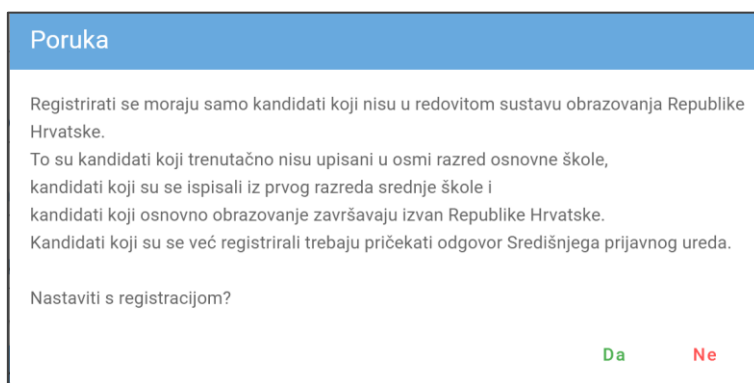 Poruka
Registrirati se moraju samo kandidati koji nisu u redovitom sustavu obrazovanja Republike
Hrvatske.
To su kandidati koji trenutačno nisu upisani u osmi razred osnovne škole,
kandidati koji su se ispisali iz prvog razreda srednje škole i
kandidati koji osnovno obrazovanje završavaju izvan Republike Hrvatske.
Kandidati koji su se već registrirali trebaju pričekati odgovor Središnjega prijavnog ureda.
Nastaviti s registracijom?
Da Ne